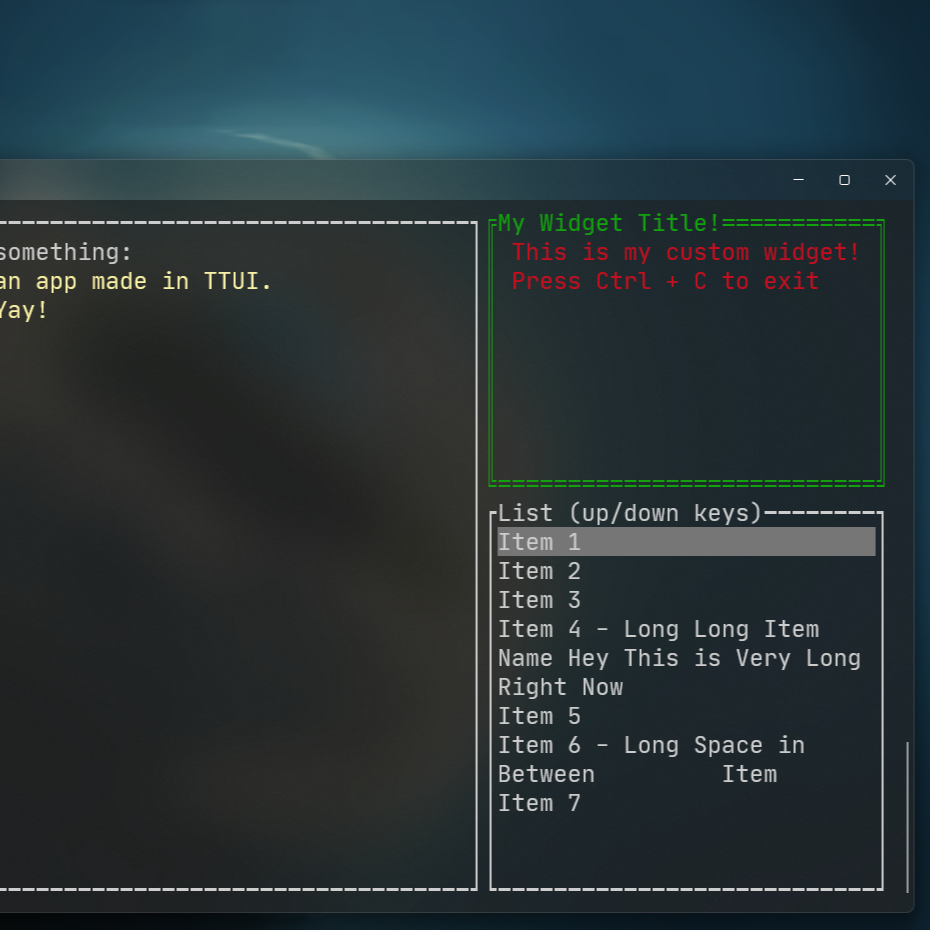 something:
an app made in TTUI.
Yay!
My Widget Title!
This is my custom widget!
Press Ctrl + C to exit
List (up/down keys)
Item 1
Item 2
Item 3
Item 4 - Long Long Item
Name Hey This is Very Long
Right Now
Item 5
Item 6 - Long Space in
Between         Item
Item 7